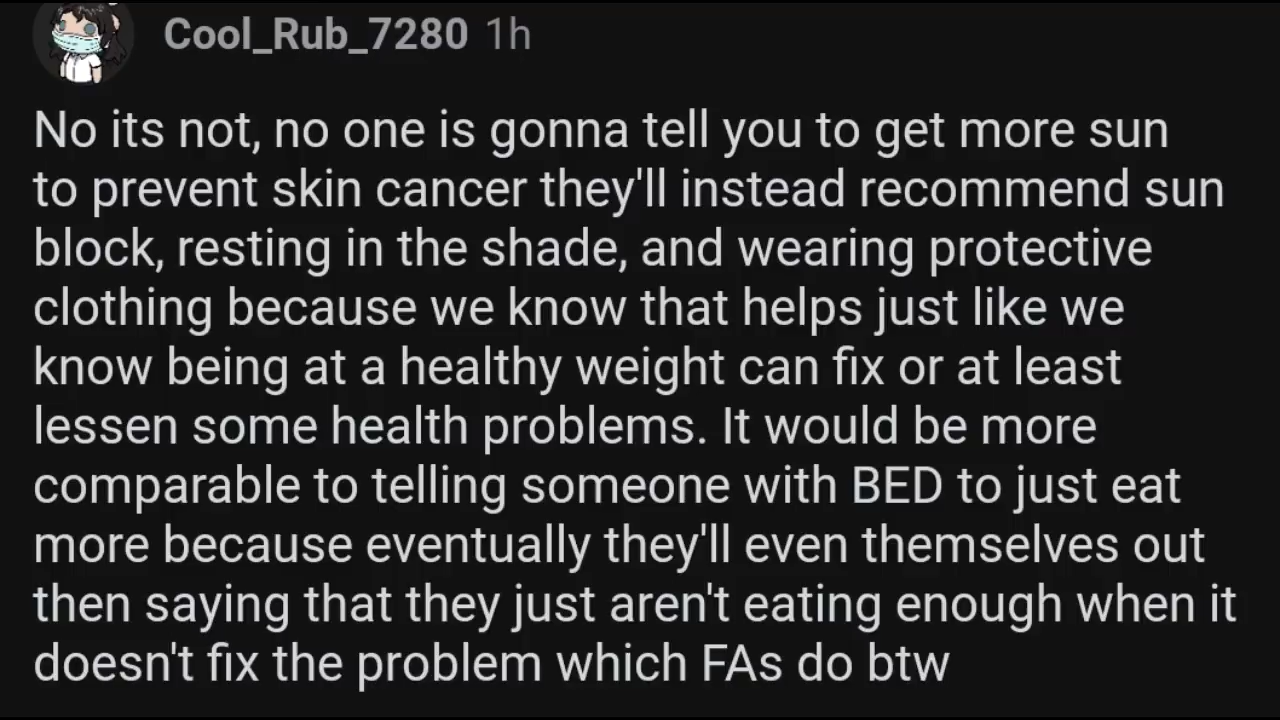 Cool_Rub_7280 1h
No its not, no one is gonna tell you to get more sun
to prevent skin cancer they'll instead recommend sun
block, resting in the shade, and wearing protective
clothing because we know that helps just like we
know being at a healthy weight can fix or at least
lessen some health problems. It would be more
comparable to telling someone with BED to just eat
more because eventually they'll even themselves out
then saying that they just aren't eating enough when it
doesn't fix the problem which FAs do btw